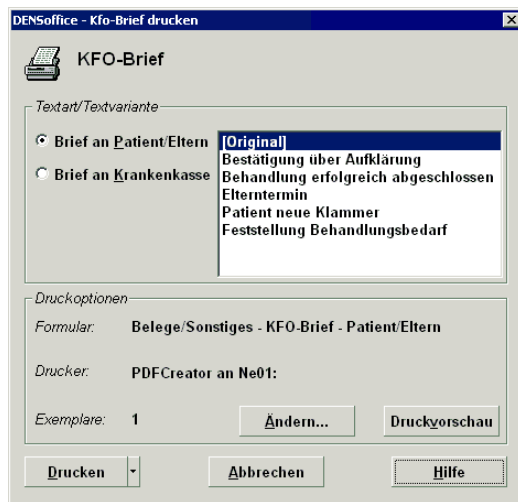 DENSoffice - Kfo-Brief drucken
KFO-Brief
Textart/Textvariante
Brief an Patient/Eltern
Brief an Krankenkasse
[Original]
Bestätigung über Aufklärung
Behandlung erfolgreich abgeschlossen
Elterntermin
Patient neue Klammer
Feststellung Behandlungsbedarf
Druckoptionen
Formular: Belege/Sonstiges - KFO-Brief - Patient/Eltern
Drucker: PDFCreator an Ne01:
Exemplare: 1 Ändern... Druckvorschau
Drucken Abbrechen Hilfe